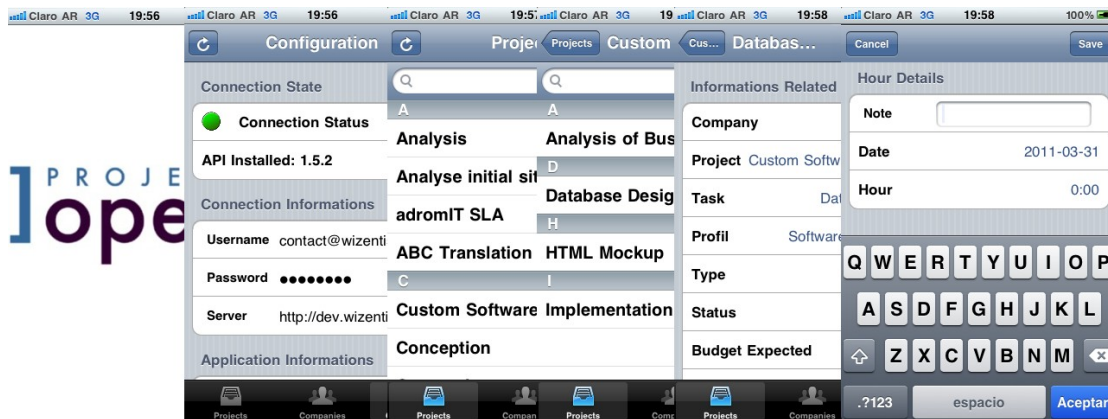 Claro AR 3G 19:56
PROJE
]ope
Claro AR 3G 19:56
Configuration
Connection State
Connection Status
API Installed: 1.5.2
Connection Informations
Username contact@wizenti
Password ●●●●●●●●
Server http://dev.wizenti
Application Informations
Projects Companies
Claro AR 3G 19:5
Proje
A
Analysis
Analyse initial sit
adromIT SLA
ABC Translation
C
Custom Software
Conception
Projects Compan
Claro AR 3G 19
Projects Custom
A
Analysis of Bus
D
Database Desig
H
HTML Mockup
I
Implementation
Projects Comp
Claro AR 3G 19:58
Cus... Databas...
Informations Related
Company
Project Custom Softw
Task Dat
Profil Software
Type
Status
Budget Expected
Projects Companies
Claro AR 3G 19:58 100%
Cancel Save
Hour Details
Note
Date 2011-03-31
Hour 0:00
Q W E R T Y U I O P
A S D F G H J K L
Z X C V B N M
.?123 espacio Aceptar